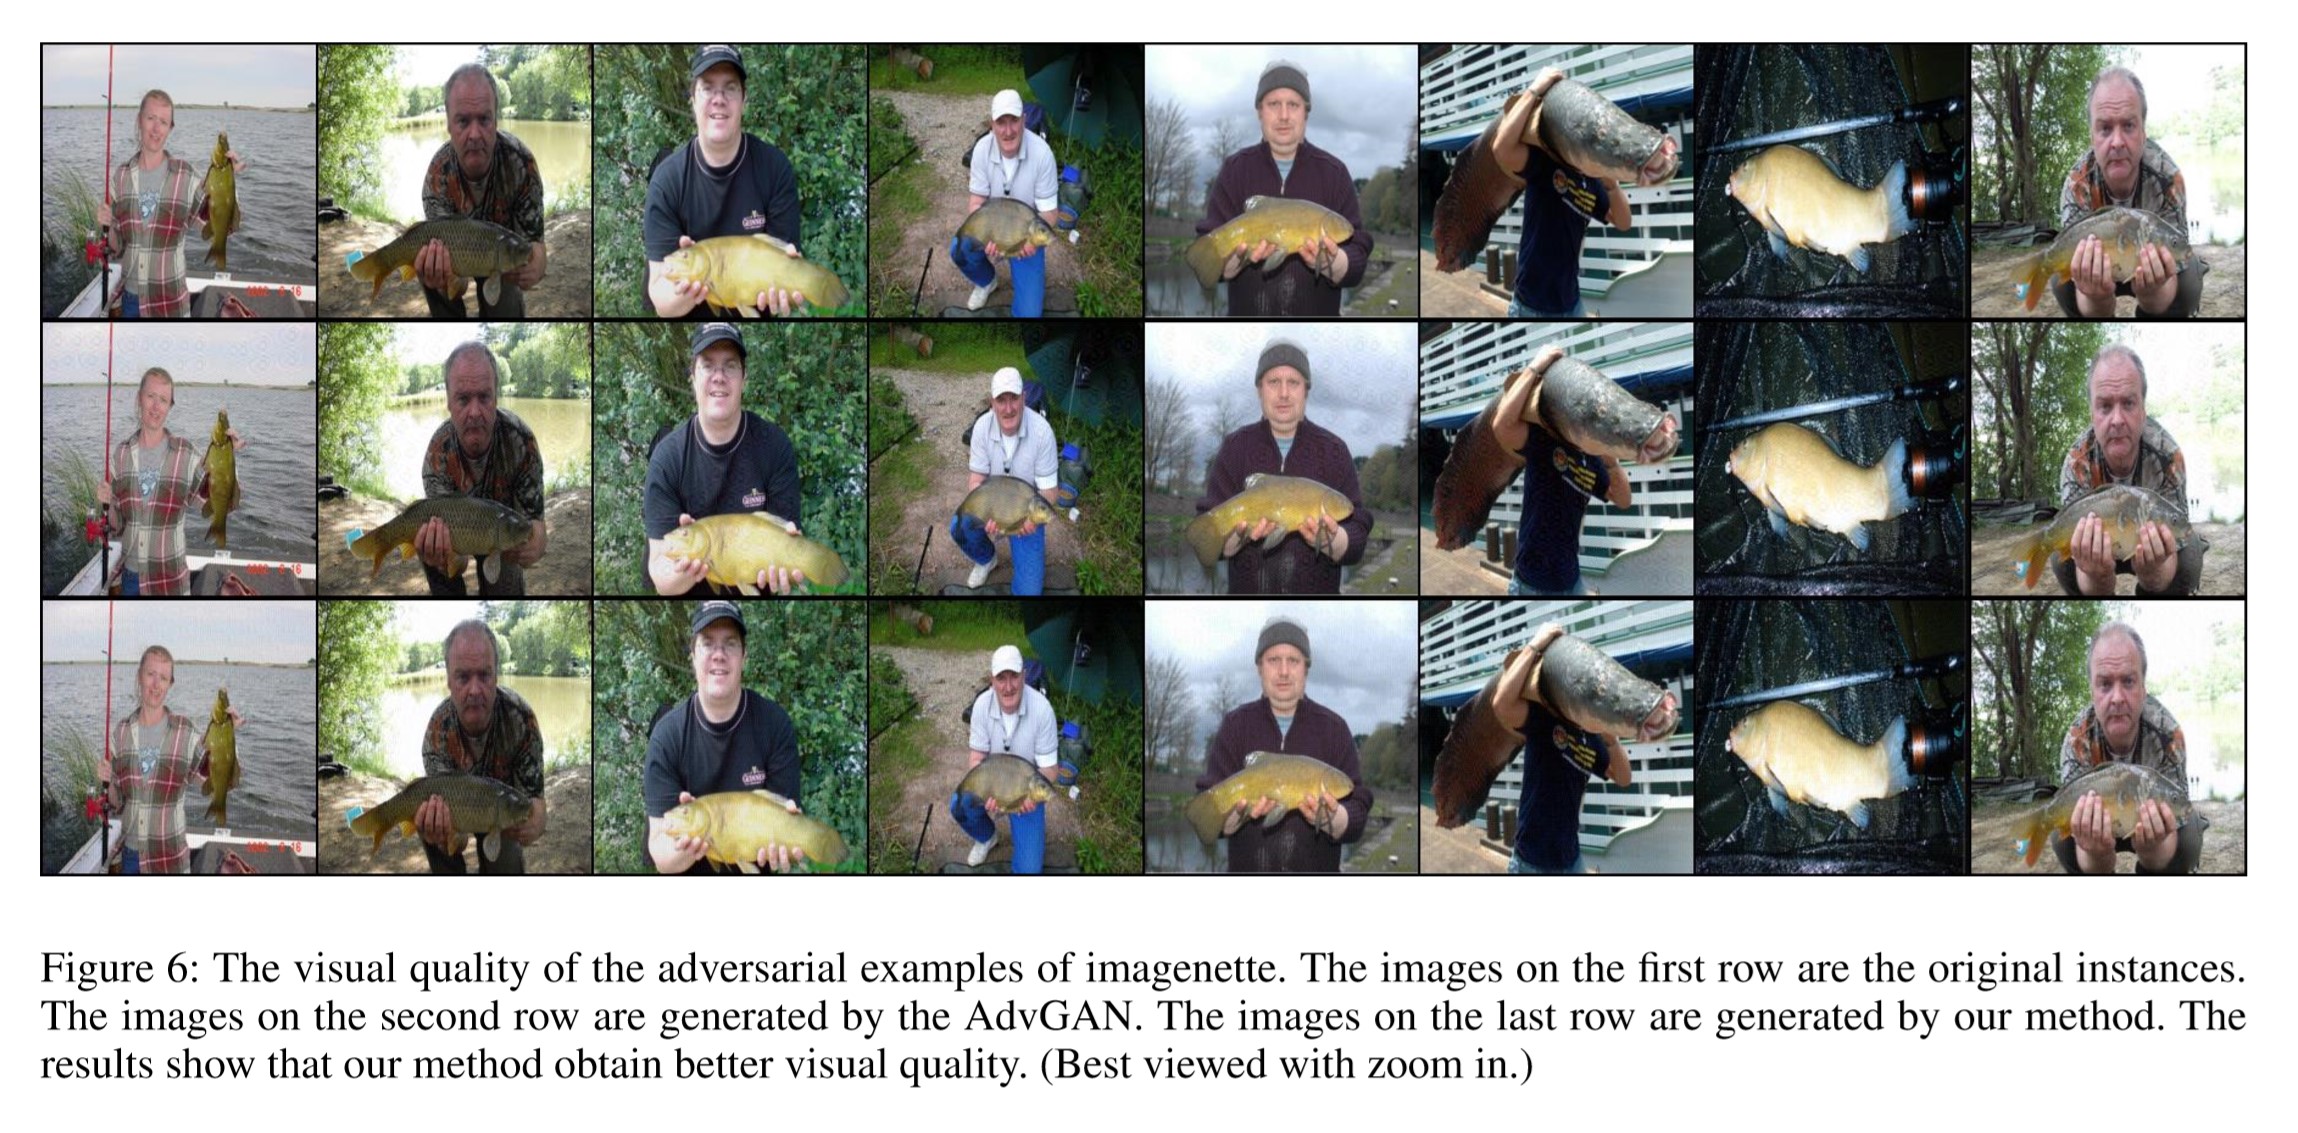 GUINNESS
GUINNESS
GUINNESS
Figure 6: The visual quality of the adversarial examples of imagenette. The images on the first row are the original instances.
The images on the second row are generated by the AdvGAN. The images on the last row are generated by our method. The
results show that our method obtain better visual quality. (Best viewed with zoom in.)